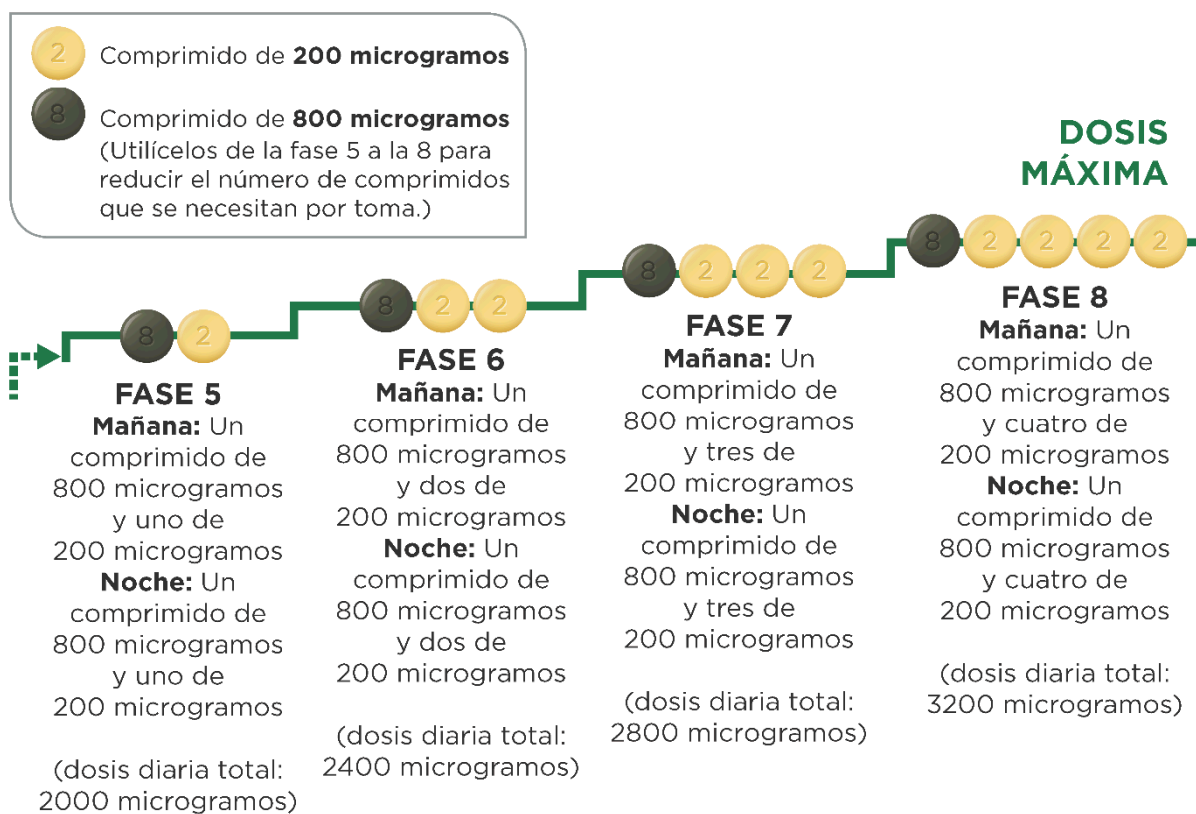 2
Comprimido de 200 microgramos
8
Comprimido de 800 microgramos
(Utilícelos de la fase 5 a la 8 para
reducir el número de comprimidos
que se necesitan por toma.)
DOSIS
MÁXIMA
8 2
FASE 5
Mañana: Un
comprimido de
800 microgramos
y uno de
200 microgramos
Noche: Un
comprimido de
800 microgramos
y uno de
200 microgramos
(dosis diaria total:
2000 microgramos)
8 2 2
FASE 6
Mañana: Un
comprimido de
800 microgramos
y dos de
200 microgramos
Noche: Un
comprimido de
800 microgramos
y dos de
200 microgramos
(dosis diaria total:
2400 microgramos)
8 2 2 2
FASE 7
Mañana: Un
comprimido de
800 microgramos
y tres de
200 microgramos
Noche: Un
comprimido de
800 microgramos
y tres de
200 microgramos
(dosis diaria total:
2800 microgramos)
8 2 2 2 2
FASE 8
Mañana: Un
comprimido de
800 microgramos
y cuatro de
200 microgramos
Noche: Un
comprimido de
800 microgramos
y cuatro de
200 microgramos
(dosis diaria total:
3200 microgramos)